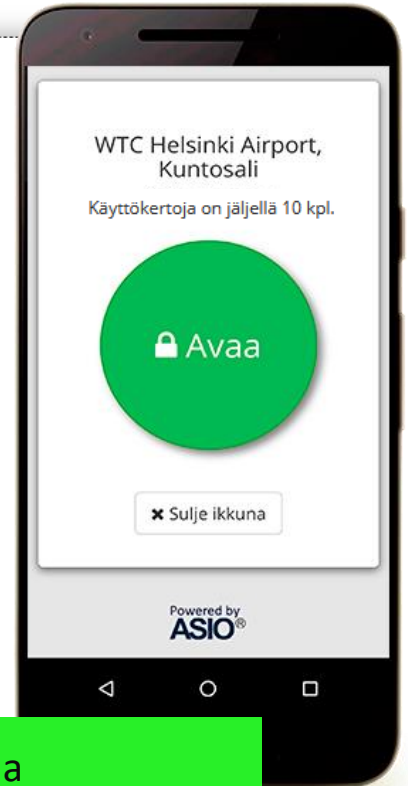 WTC Helsinki Airport,
Kuntosali
Käyttökertoja on jäljellä 10 kpl.
Avaa
Sulje ikkuna
Powered by
ASIO®
a